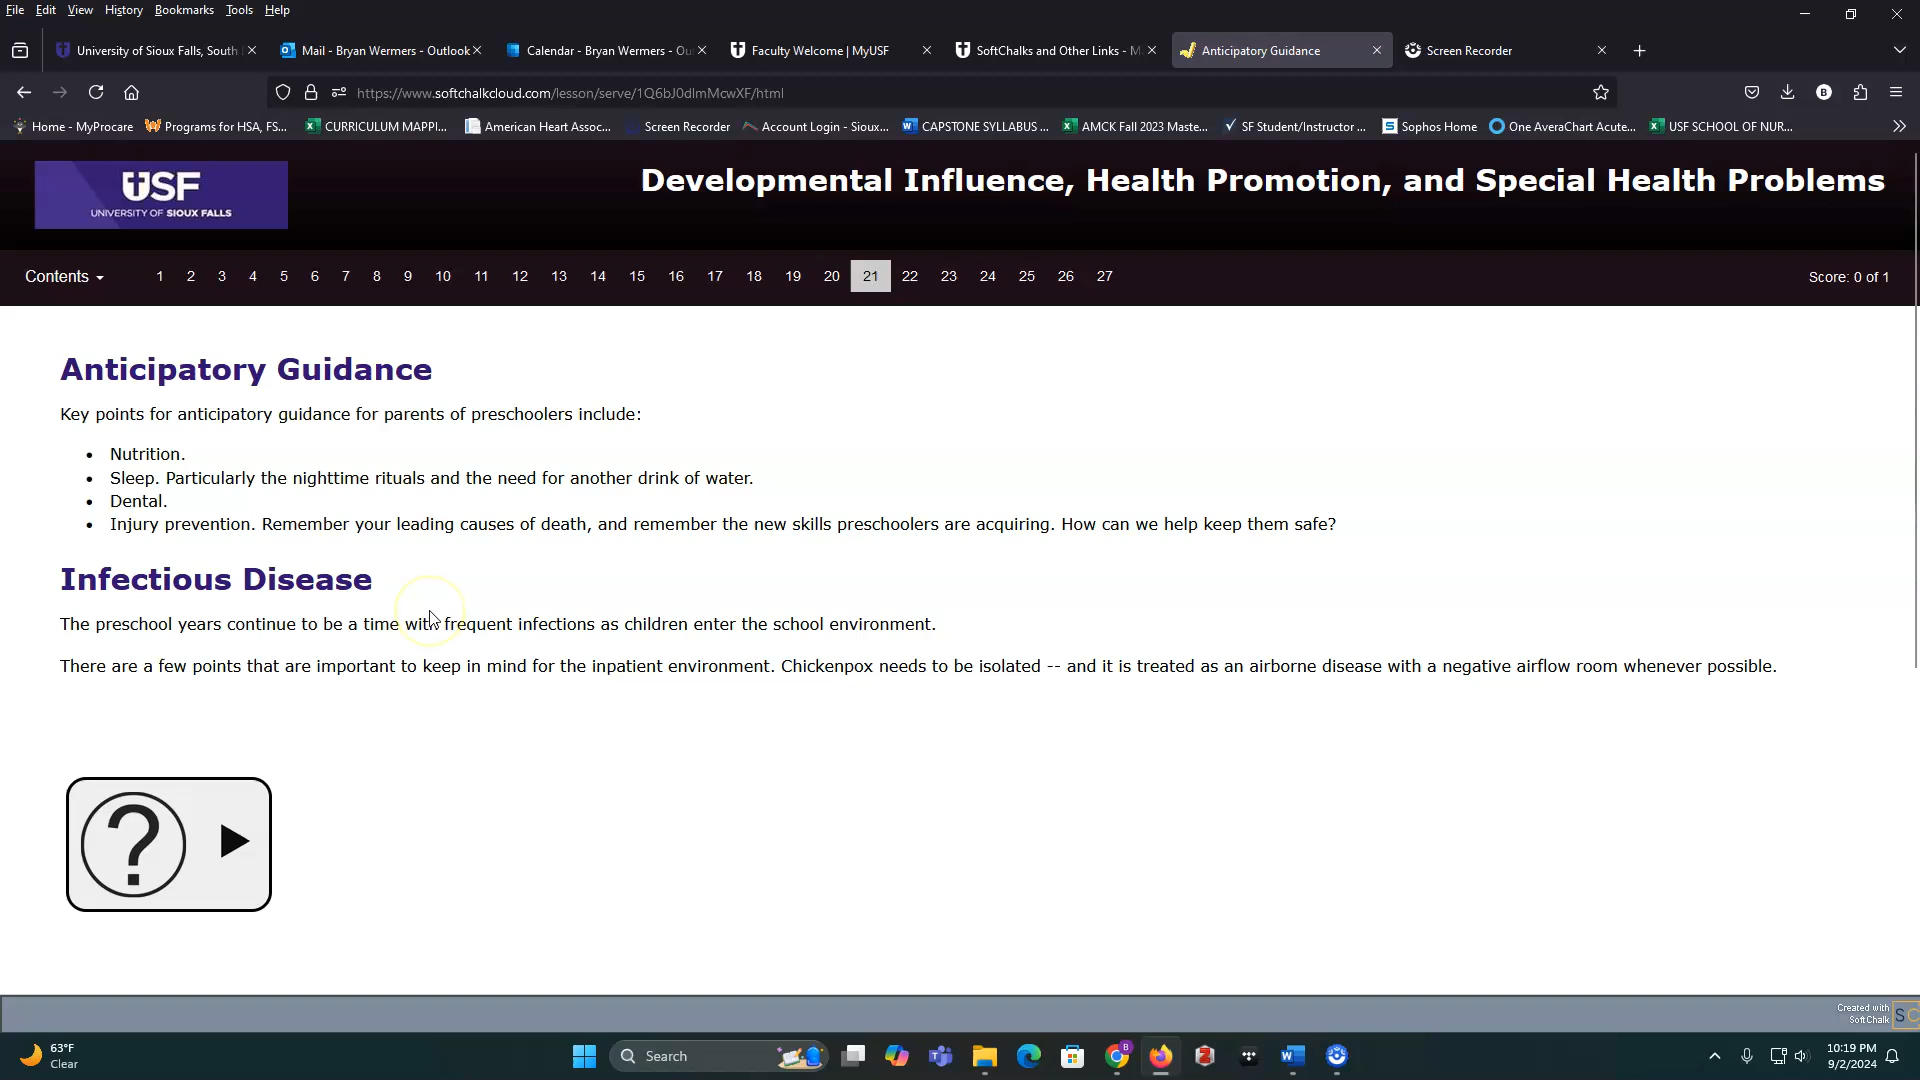 File Edit View History Bookmarks Tools Help
University of Sioux Falls, South
Mail - Bryan Wermers - Outlook
Calendar - Bryan Wermers - Ou
Faculty Welcome | MyUSF
SoftChalks and Other Links - M
Anticipatory Guidance
Screen Recorder
https://www.softchalkcloud.com/lesson/serve/1Q6bJ0dlmMcwXF/html
B
Home - MyProcare
Programs for HSA, FS...
CURRICULUM MAPPI...
American Heart Assoc...
Screen Recorder
Account Login - Sioux...
CAPSTONE SYLLABUS ...
AMCK Fall 2023 Maste...
SF Student/Instructor ...
Sophos Home
One AveraChart Acute...
USF SCHOOL OF NUR...
USF
UNIVERSITY OF SIOUX FALLS
Developmental Influence, Health Promotion, and Special Health Problems
Contents 1 2 3 4 5 6 7 8 9 10 11 12 13 14 15 16 17 18 19 20 21 22 23 24 25 26 27 Score: 0 of 1
Anticipatory Guidance
Key points for anticipatory guidance for parents of preschoolers include:
• Nutrition.
• Sleep. Particularly the nighttime rituals and the need for another drink of water.
• Dental.
• Injury prevention. Remember your leading causes of death, and remember the new skills preschoolers are acquiring. How can we help keep them safe?
Infectious Disease
The preschool years continue to be a time with frequent infections as children enter the school environment.
There are a few points that are important to keep in mind for the inpatient environment. Chickenpox needs to be isolated -- and it is treated as an airborne disease with a negative airflow room whenever possible.
?
Created with
SoftChalk
SC
63°F
Clear
Search
10:19 PM
9/2/2024